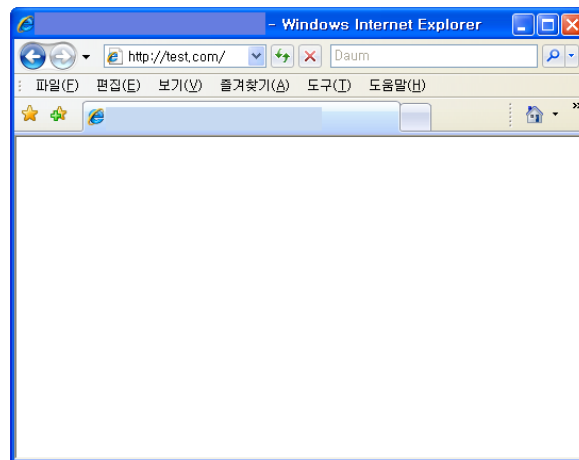 - Windows Internet Explorer
http://test.com/ Daum
파일(F) 편집(E) 보기(V) 즐겨찾기(A) 도구(T) 도움말(H)